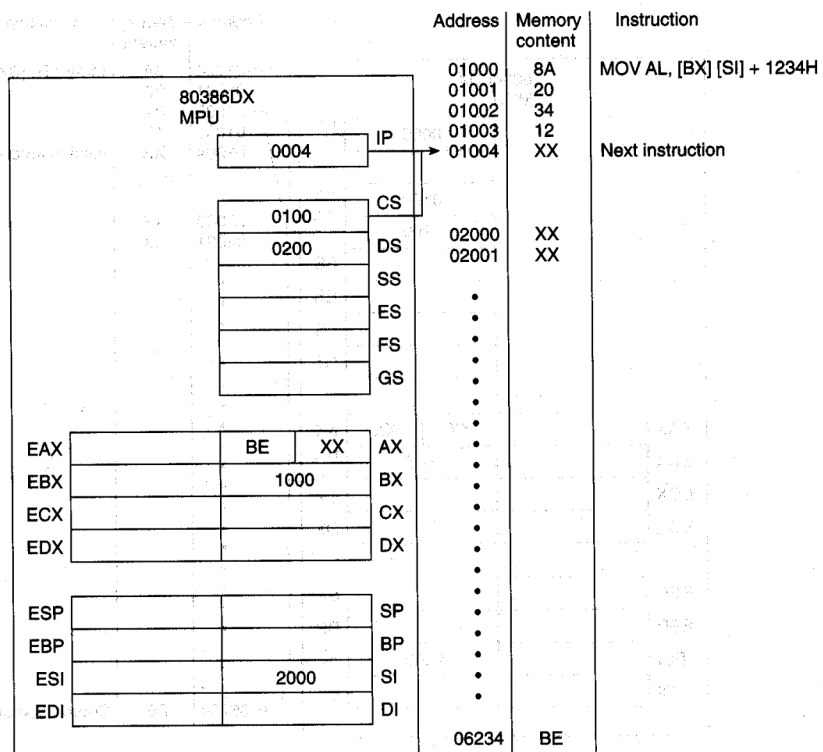 Address Memory content Instruction
01000 8A MOV AL, [BX] [SI] + 1234H
01001 20
01002 34
01003 12
01004 XX Next instruction
02000 XX
02001 XX
06234 BE
80386DX
MPU
0004 IP
0100 CS
0200 DS
SS
ES
FS
GS
EAX BE XX AX
EBX 1000 BX
ECX CX
EDX DX
ESP SP
EBP BP
ESI 2000 SI
EDI DI